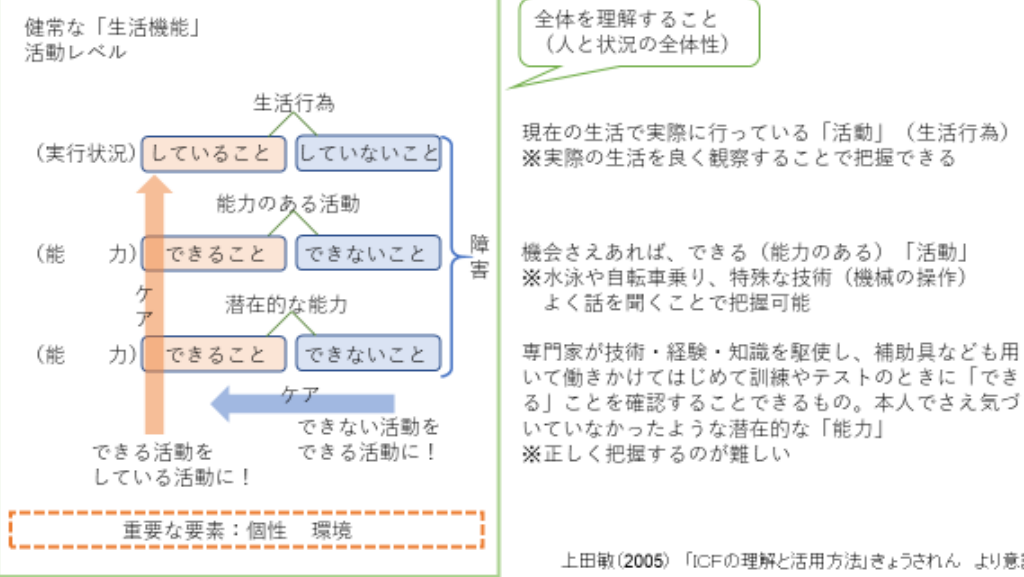 健常な「生活機能」
活動レベル
生活行為
（実行状況）
していること
していないこと
能力のある活動
（能　　力）
できること
できないこと
潜在的な能力
（能　　力）
できること
できないこと
障害
ケア
ケア
できない活動を
できる活動に！
できる活動を
している活動に！
重要な要素：個性　環境
全体を理解すること
（人と状況の全体性）
現在の生活で実際に行っている「活動」（生活行為）
※実際の生活を良く観察することで把握できる
機会さえあれば、できる（能力のある）「活動」
※水泳や自転車乗り、特殊な技術（機械の操作）
よく話を聞くことで把握可能
専門家が技術・経験・知識を駆使し、補助具なども用
いて働きかけてはじめて訓練やテストのときに「でき
る」ことを確認することできるもの。本人でさえ気づ
いていなかったような潜在的な「能力」
※正しく把握するのが難しい
上田敏（2005）「ICFの理解と活用方法」きょうされん　より意